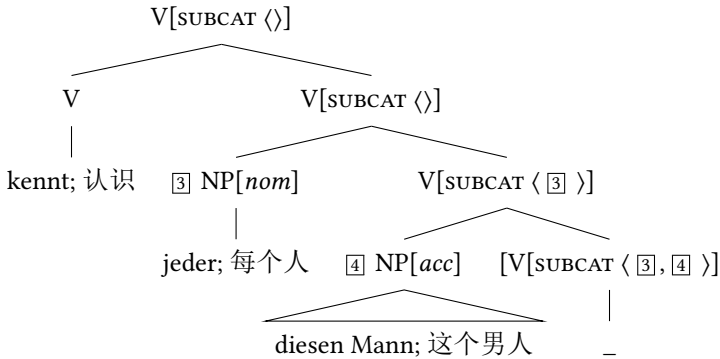 V[SUBCAT ⟨⟩]
V V[SUBCAT ⟨⟩]
kennt; 认识 3 NP[nom] V[SUBCAT ⟨ 3 ⟩]
jeder; 每个人 4 NP[acc] [V[SUBCAT ⟨ 3 , 4 ⟩]
diesen Mann; 这个男人 _